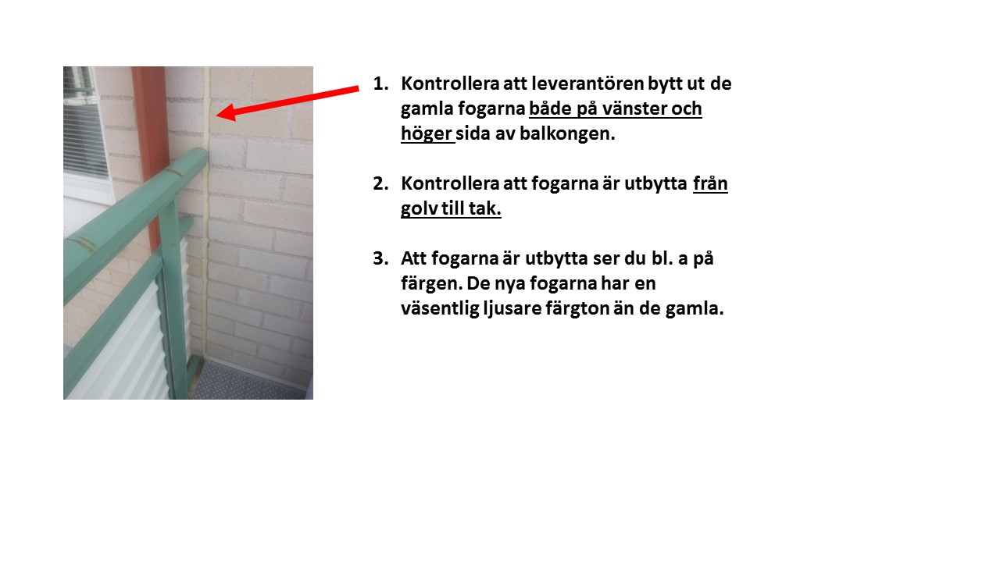 1. Kontrollera att leverantören bytt ut de
gamla fogarna både på vänster och
höger sida av balkongen.
2. Kontrollera att fogarna är utbytta från
golv till tak.
3. Att fogarna är utbytta ser du bl. a på
färgen. De nya fogarna har en
väsentlig ljusare färgton än de gamla.